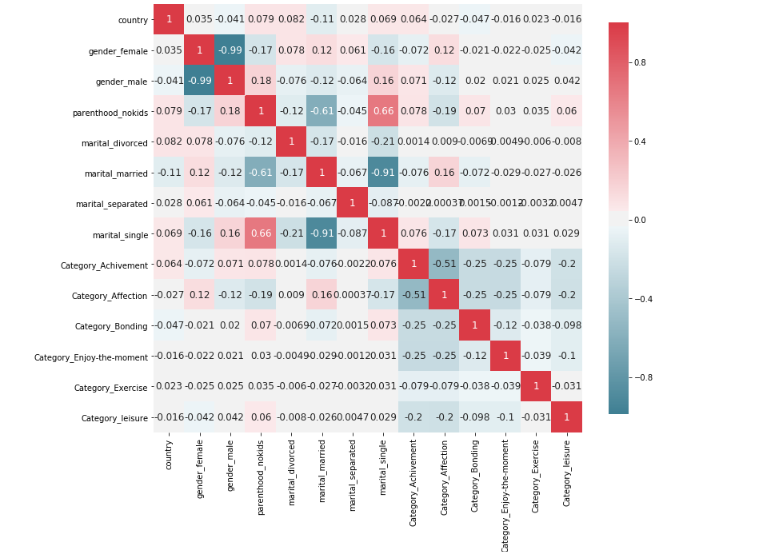 country 1 0.035 -0.041 0.079 0.082 -0.11 0.028 0.069 0.064 -0.027 -0.047 -0.016 0.023 -0.016
gender_female 0.035 1 -0.99 -0.17 0.078 0.12 0.061 -0.16 -0.072 0.12 -0.021 -0.022 -0.025 -0.042
gender_male -0.041 -0.99 1 0.18 -0.076 -0.12 -0.064 0.16 0.071 -0.12 0.02 0.021 0.025 0.042
parenthood_nokids 0.079 -0.17 0.18 1 -0.12 -0.61 -0.045 0.66 0.078 -0.19 0.07 0.03 0.035 0.06
marital_divorced 0.082 0.078 -0.076 -0.12 1 -0.17 -0.016 -0.21 0.0014 0.009 -0.0069 -0.0049 -0.006 -0.008
marital_married -0.11 0.12 -0.12 -0.61 -0.17 1 -0.067 -0.91 -0.076 0.16 -0.072 -0.029 -0.027 -0.026
marital_separated 0.028 0.061 -0.064 -0.045 -0.016 -0.067 1 -0.087 -0.0022 0.00037 0.0015 -0.0012 -0.0032 0.0047
marital_single 0.069 -0.16 0.16 0.66 -0.21 -0.91 -0.087 1 0.076 -0.17 0.073 0.031 0.031 0.029
Category_Achivement 0.064 -0.072 0.071 0.078 0.0014 -0.076 -0.0022 0.076 1 -0.51 -0.25 -0.25 -0.079 -0.2
Category_Affection -0.027 0.12 -0.12 -0.19 0.009 0.16 0.00037 -0.17 -0.51 1 -0.25 -0.25 -0.079 -0.2
Category_Bonding -0.047 -0.021 0.02 0.07 -0.0069 -0.072 0.0015 0.073 -0.25 -0.25 1 -0.12 -0.038 -0.098
Category_Enjoy-the-moment -0.016 -0.022 0.021 0.03 -0.0049 -0.029 -0.0012 0.031 -0.25 -0.25 -0.12 1 -0.039 -0.1
Category_Exercise 0.023 -0.025 0.025 0.035 -0.006 -0.027 -0.0032 0.031 -0.079 -0.079 -0.038 -0.039 1 -0.031
Category_leisure -0.016 -0.042 0.042 0.06 -0.008 -0.026 0.0047 0.029 -0.2 -0.2 -0.098 -0.1 -0.031 1
country
gender_female
gender_male
parenthood_nokids
marital_divorced
marital_married
marital_separated
marital_single
Category_Achivement
Category_Affection
Category_Bonding
Category_Enjoy-the-moment
Category_Exercise
Category_leisure
0.8
0.4
0.0
−0.4
−0.8